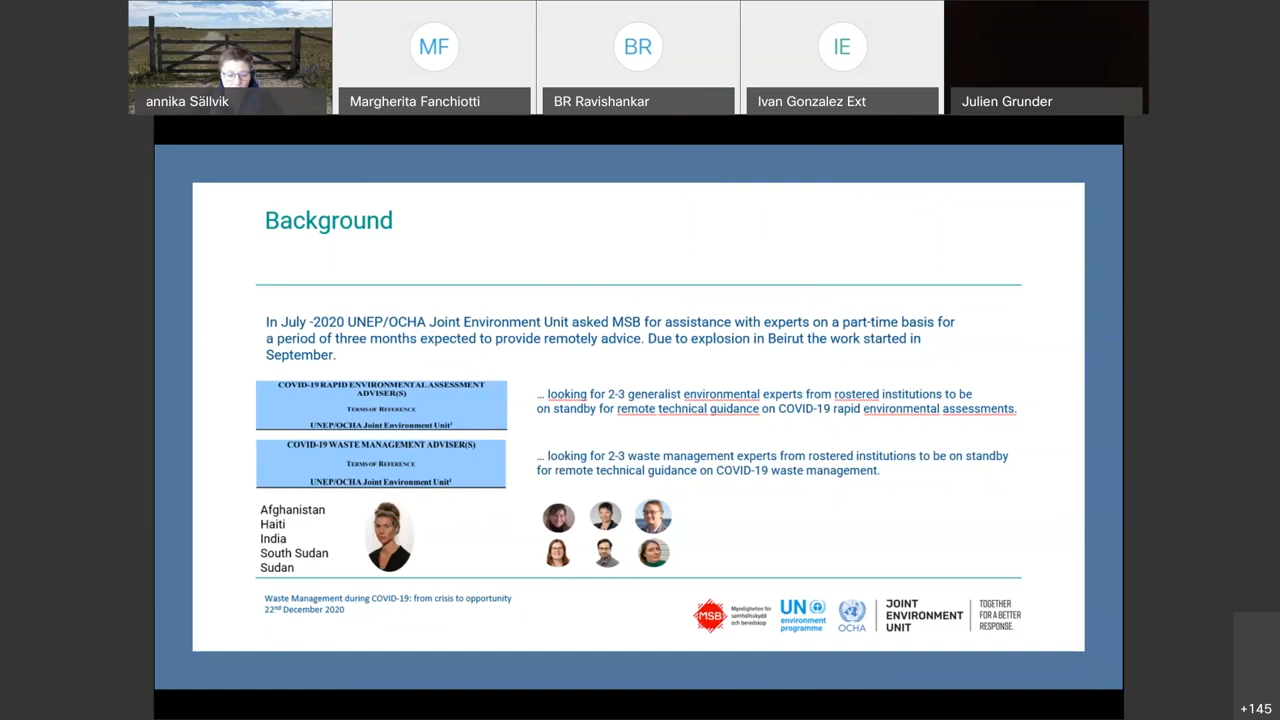 MF
BR
IE
annika Sällvik
Margherita Fanchiotti
BR Ravishankar
Ivan Gonzalez Ext
Julien Grunder
Background
In July -2020 UNEP/OCHA Joint Environment Unit asked MSB for assistance with experts on a part-time basis for
a period of three months expected to provide remotely advice. Due to explosion in Beirut the work started in
September.
COVID-19 RAPID ENVIRONMENTAL ASSESSMENT
ADVISER(S)
TERMS OF REFERENCE
UNEP/OCHA Joint Environment Unit¹
… looking for 2-3 generalist environmental experts from rostered institutions to be
on standby for remote technical guidance on COVID-19 rapid environmental assessments.
COVID-19 WASTE MANAGEMENT ADVISER(S)
TERMS OF REFERENCE
UNEP/OCHA Joint Environment Unit¹
… looking for 2-3 waste management experts from rostered institutions to be on standby
for remote technical guidance on COVID-19 waste management.
Afghanistan
Haiti
India
South Sudan
Sudan
Waste Management during COVID-19: from crisis to opportunity
22nd December 2020
MSB
Myndigheten för
samhällsskydd
och beredskap
UN
environment
programme
OCHA
JOINT
ENVIRONMENT
UNIT
TOGETHER
FOR A BETTER
RESPONSE.
+145